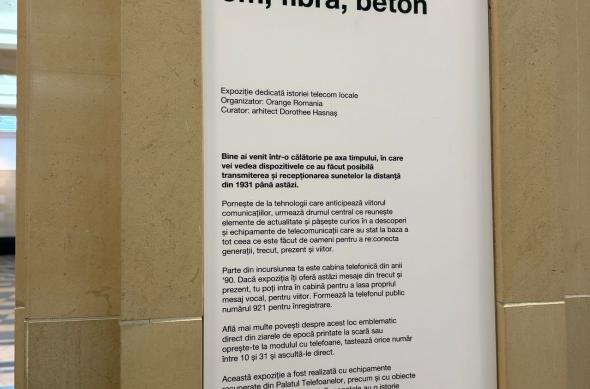 om, fibră, beton
Expoziție dedicată istoriei telecom locale
Organizator: Orange Romania
Curator: arhitect Dorothee Hasnaș
Bine ai venit într-o călătorie pe axa timpului, în care
vei vedea dispozitivele ce au făcut posibilă
transmiterea și recepționarea sunetelor la distanță
din 1931 până astăzi.
Pornește de la tehnologii care anticipează viitorul
comunicațiilor, urmează drumul central ce reunește
elemente de actualitate și pășește curios în a descoperi
și echipamente de telecomunicații care au stat la baza a
tot ceea ce este făcut de oameni pentru a re:conecta
generații, trecut, prezent și viitor.
Parte din incursiunea ta este cabina telefonică din anii
'90. Dacă expoziția îți oferă astăzi mesaje din trecut și
prezent, tu poți intra în cabină pentru a lasa propriul
mesaj vocal, pentru viitor. Formează la telefonul public
numărul 921 pentru înregistrare.
Află mai multe povești despre acest loc emblematic
direct din ziarele de epocă printate la scară sau
oprește-te la modulul cu telefoane, tastează orice număr
între 10 și 31 și ascultă-le direct.
Această expoziție a fost realizată cu echipamente
recuperate din Palatul Telefoanelor, precum și cu obiecte
o istorie